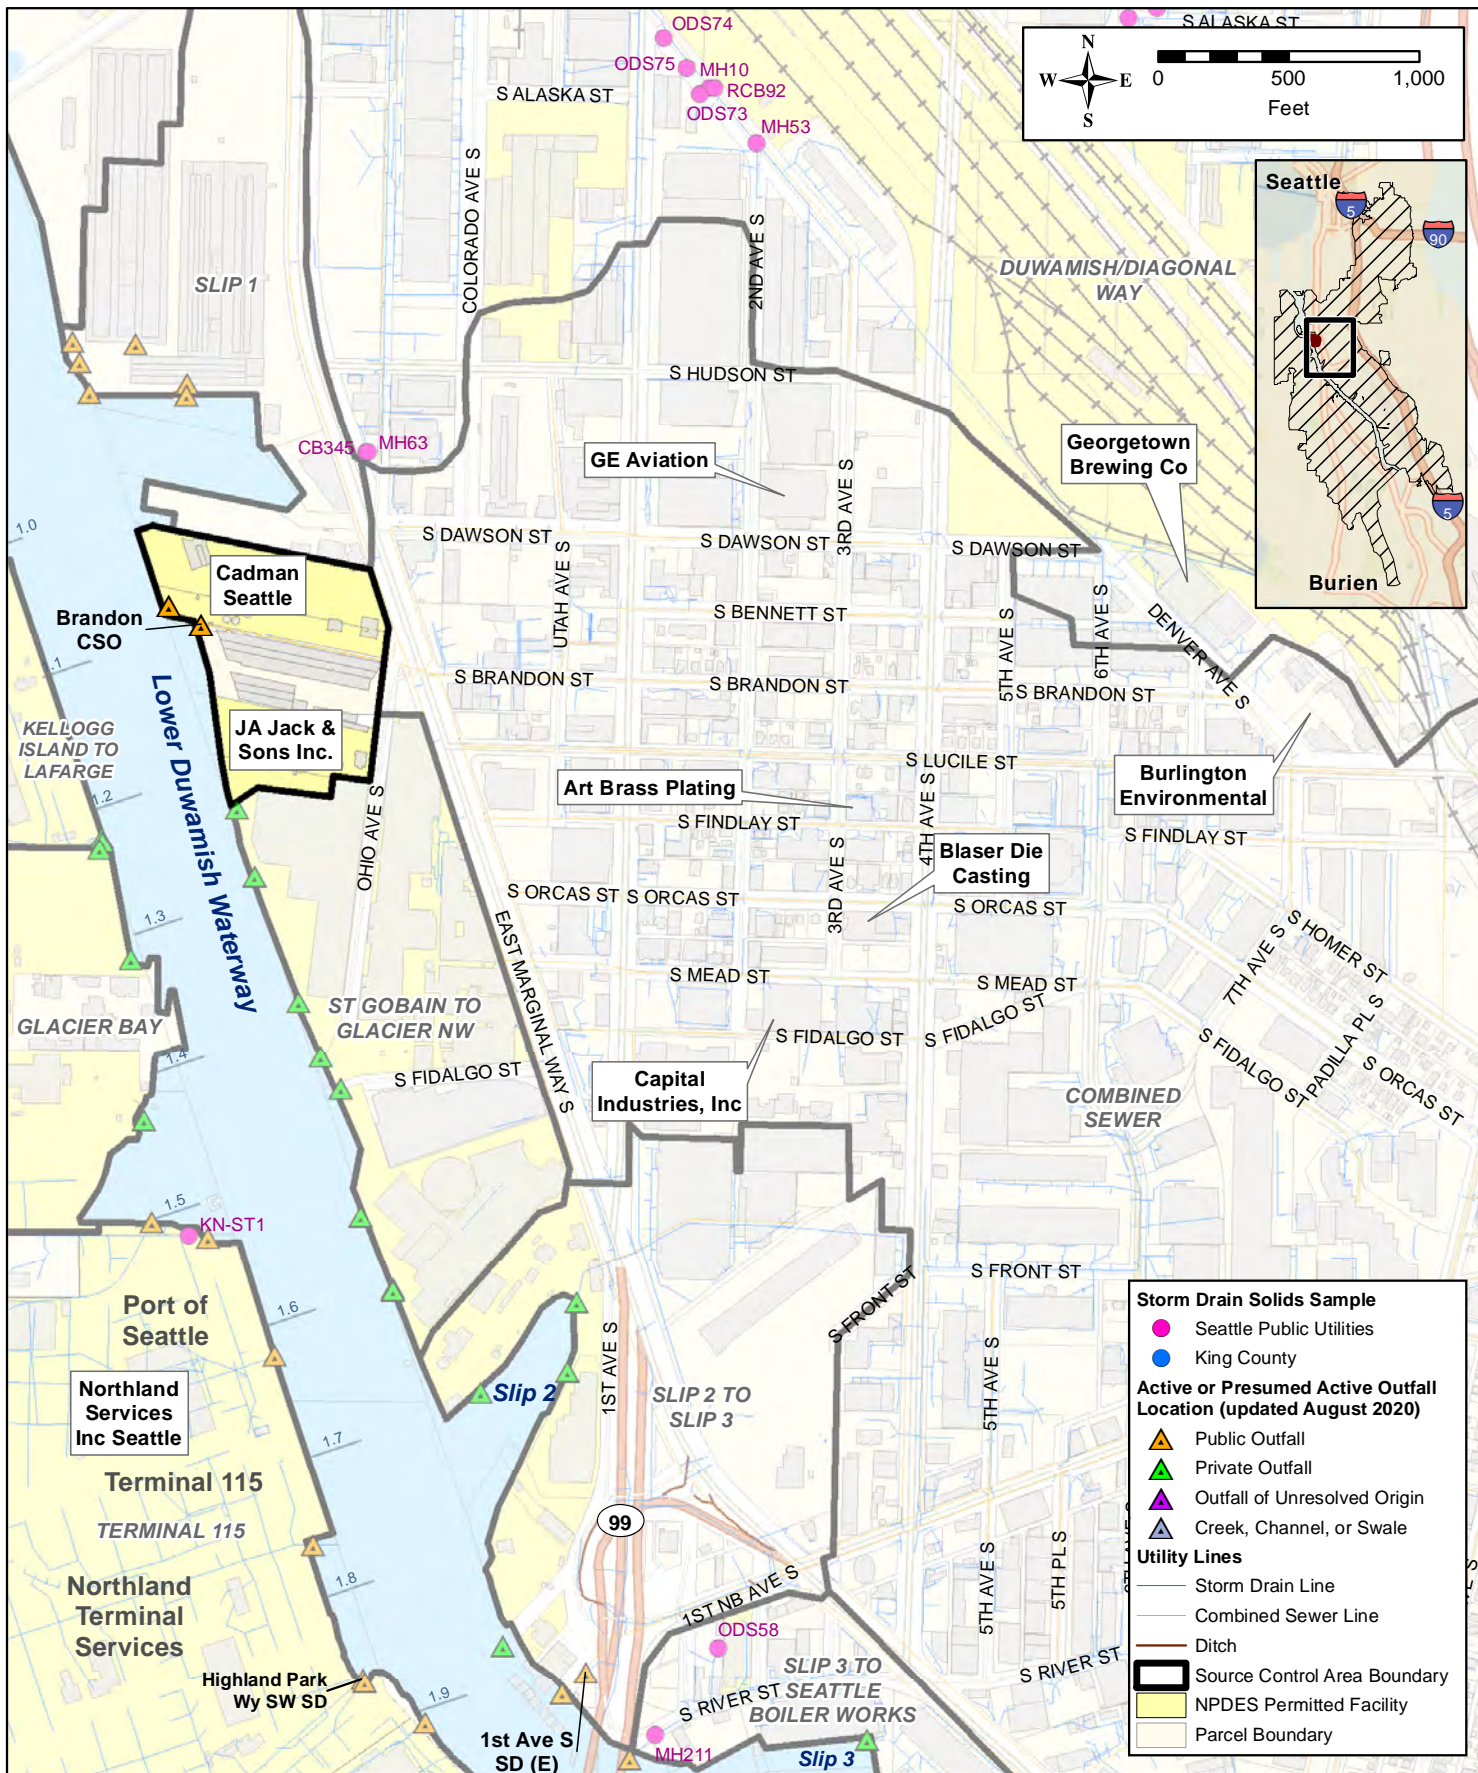 ODS74
ODS75
MH10
RCB92
ODS73
MH53
S ALASKA ST
S ALASKA ST
N
W
E
S
0
500
1,000
Feet
Seattle
5
90
5
Burien
COLORADO AVE S
2ND AVE S
SLIP 1
DUWAMISH/DIAGONAL
WAY
S HUDSON ST
CB345
MH63
GE Aviation
Georgetown
Brewing Co
3RD AVE S
1.0
S DAWSON ST
S DAWSON ST
S DAWSON ST
Cadman
Seattle
UTAH AVE S
S BENNETT ST
5TH AVE S
6TH AVE S
DENVER AVE S
Brandon
CSO
S BRANDON ST
S BRANDON ST
S BRANDON ST
Lower Duwamish Waterway
KELLOGG
ISLAND TO
LAFARGE
JA Jack &
Sons Inc.
S LUCILE ST
Art Brass Plating
Burlington
Environmental
1.2
OHIO AVE S
S FINDLAY ST
S FINDLAY ST
3RD AVE S
4TH AVE S
Blaser Die
Casting
S ORCAS ST
S ORCAS ST
S ORCAS ST
1.3
EAST MARGINAL WAY S
7TH AVE S
S HOMER ST
S MEAD ST
S MEAD ST
ST GOBAIN TO
GLACIER NW
GLACIER BAY
1.4
S FIDALGO ST
S FIDALGO ST
S FIDALGO ST
S FIDALGO ST
PADILLA PL S
S ORCAS ST
Capital
Industries, Inc
COMBINED
SEWER
1.5
KN-ST1
S FRONT ST
S FRONT ST
Port of
Seattle
1.6
1ST AVE S
5TH AVE S
Northland
Services
Inc Seattle
Slip 2
SLIP 2 TO
SLIP 3
1.7
Terminal 115
TERMINAL 115
99
1.8
Northland
Terminal
Services
1ST NB AVE S
5TH AVE S
5TH PL S
ODS58
Highland Park
Wy SW SD
1.9
SLIP 3 TO
SEATTLE
BOILER WORKS
S RIVER ST
S RIVER ST
1st Ave S
SD (E)
MH211
Slip 3
Storm Drain Solids Sample
Seattle Public Utilities
King County
Active or Presumed Active Outfall
Location (updated August 2020)
Public Outfall
Private Outfall
Outfall of Unresolved Origin
Creek, Channel, or Swale
Utility Lines
Storm Drain Line
Combined Sewer Line
Ditch
Source Control Area Boundary
NPDES Permitted Facility
Parcel Boundary